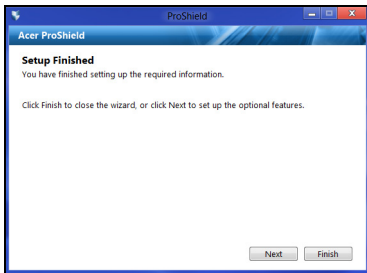 ProShield
Acer ProShield
Setup Finished
You have finished setting up the required information.
Click Finish to close the wizard, or click Next to set up the optional features.
Next
Finish